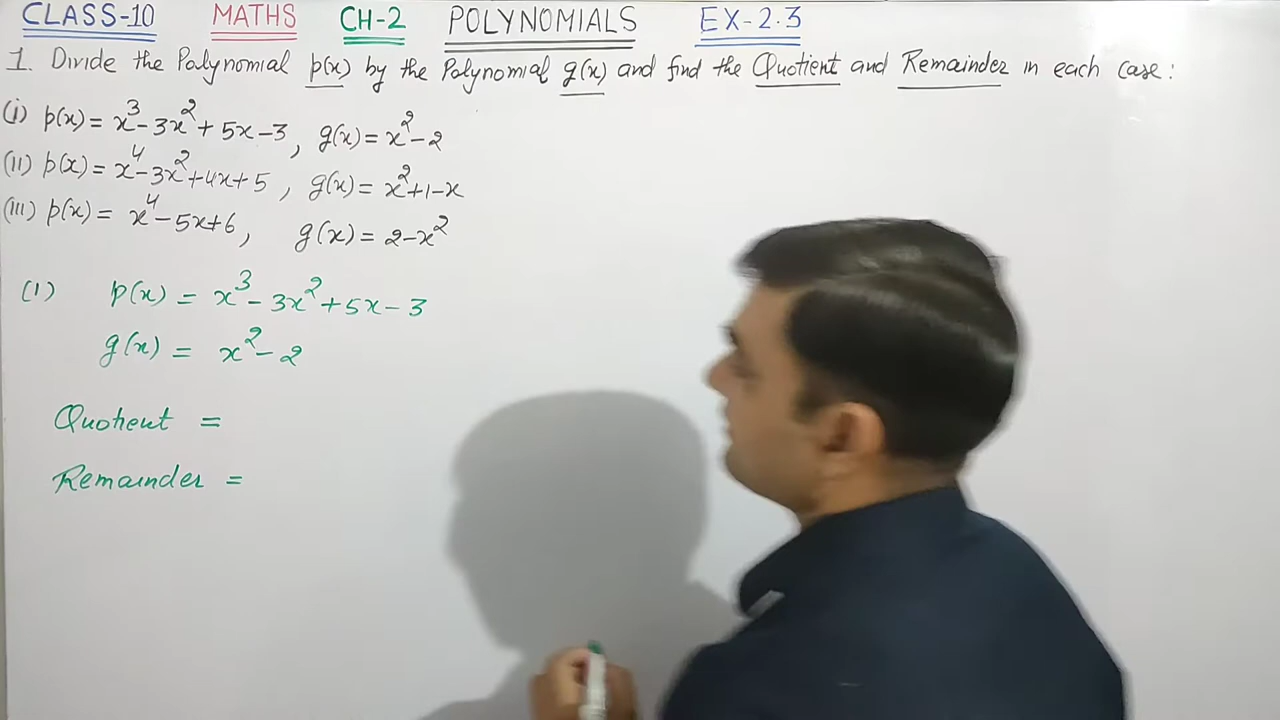 CLASS-10 MATHS CH-2 POLYNOMIALS EX-2.3
1. Divide the Polynomial p(x) by the Polynomial g(x) and find the Quotient and Remainder in each case:
(i) p(x) = x³ - 3x² + 5x - 3, g(x) = x² - 2
(II) p(x) = x⁴ - 3x² + 4x + 5, g(x) = x² + 1 - x
(III) p(x) = x⁴ - 5x + 6, g(x) = 2 - x²
(1) p(x) = x³ - 3x² + 5x - 3
g(x) = x² - 2
Quotient =
Remainder =